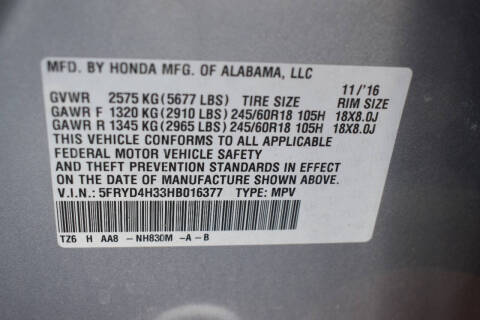 MFD. BY HONDA MFG. OF ALABAMA, LLC
11/'16
GVWR 2575 KG (5677 LBS) TIRE SIZE RIM SIZE
GAWR F 1320 KG (2910 LBS) 245/60R18 105H 18X8.0J
GAWR R 1345 KG (2965 LBS) 245/60R18 105H 18X8.0J
THIS VEHICLE CONFORMS TO ALL APPLICABLE
FEDERAL MOTOR VEHICLE SAFETY
AND THEFT PREVENTION STANDARDS IN EFFECT
ON THE DATE OF MANUFACTURE SHOWN ABOVE.
V.I.N.: 5FRYD4H33HB016377 TYPE: MPV
TZ6 H AA8 -NH830M -A-B